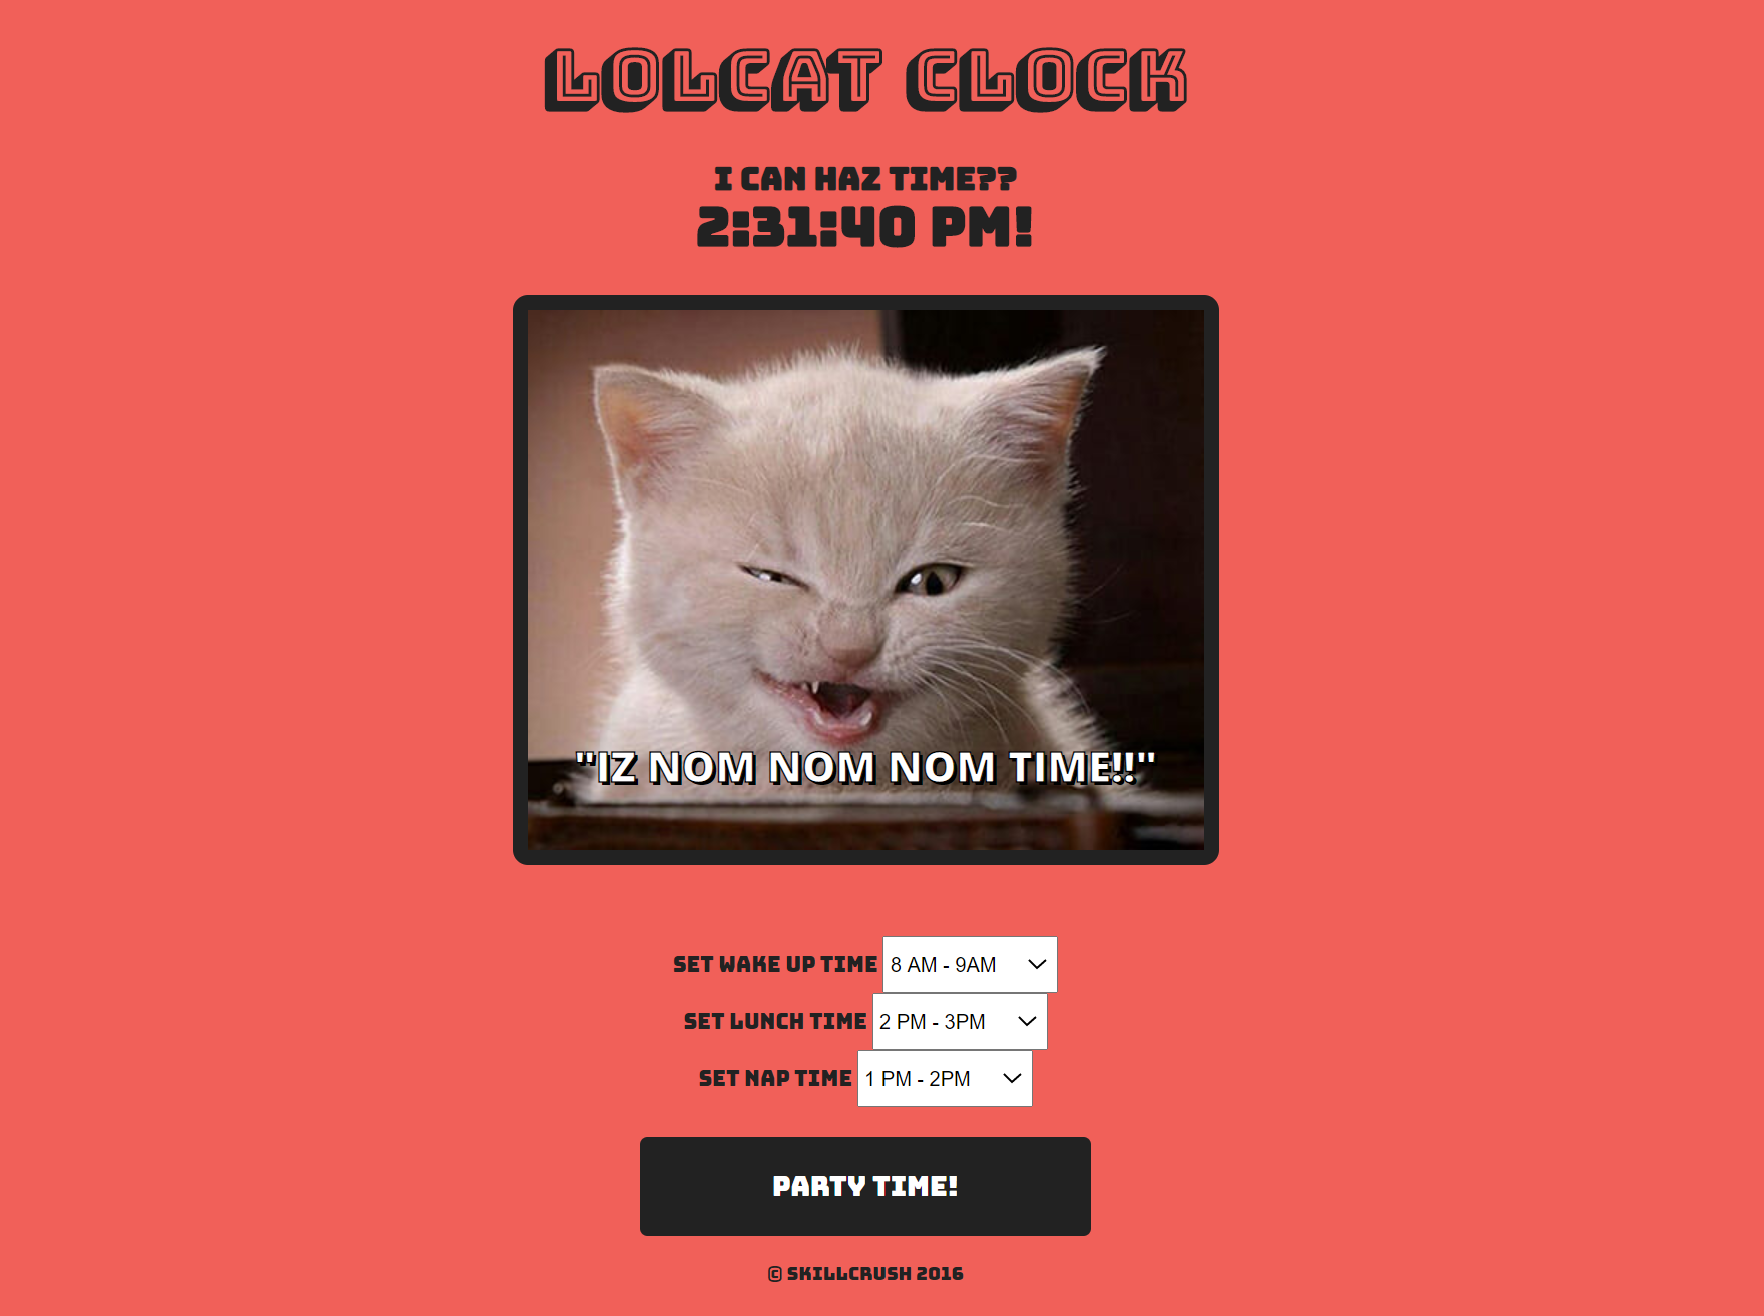 LOLCAT CLOCK
I CAN HAZ TIME??
2:31:40 PM!
"IZ NOM NOM NOM TIME!!"
SET WAKE UP TIME 8 AM - 9AM
SET LUNCH TIME 2 PM - 3PM
SET NAP TIME 1 PM - 2PM
PARTY TIME!
© SKILLCRUSH 2016